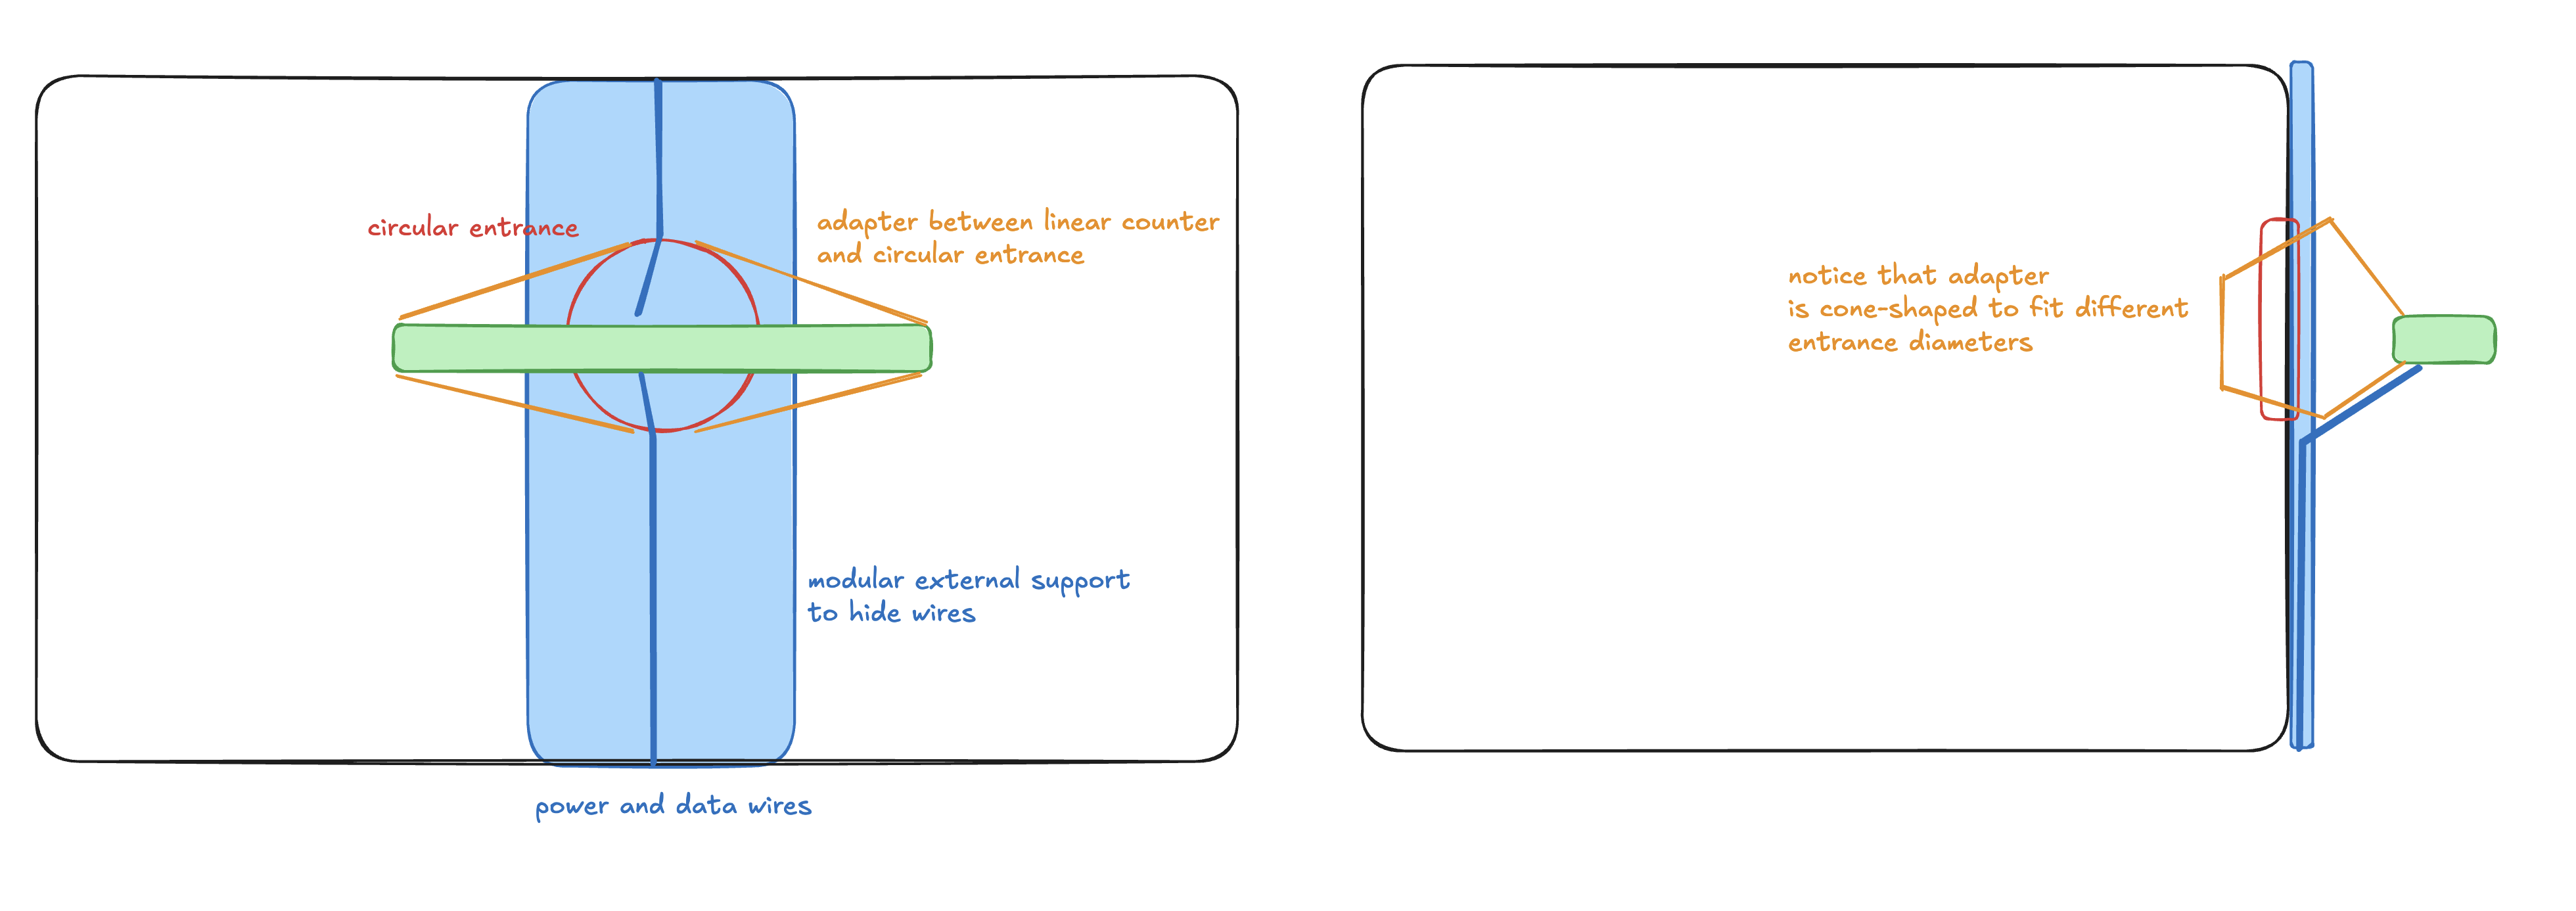 circular entrance
adapter between linear counter
and circular entrance
modular external support
to hide wires
power and data wires
notice that adapter
is cone-shaped to fit different
entrance diameters